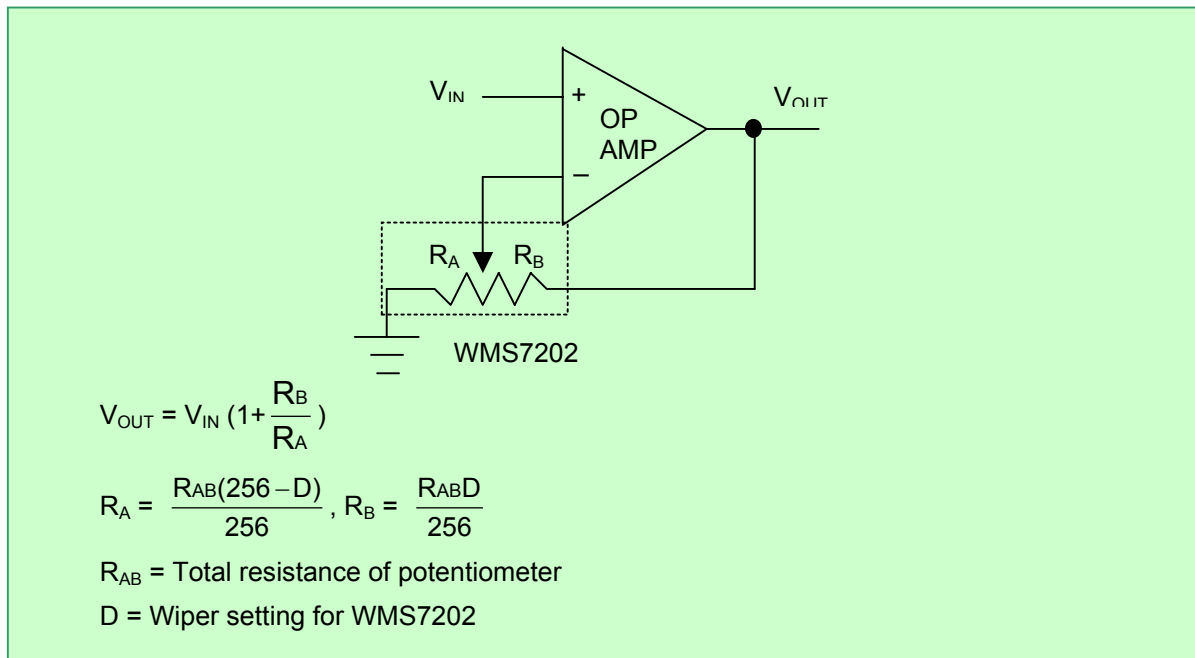 V_IN
+
OP
AMP
−
V_OUT
R_A R_B
WMS7202
V_OUT = V_IN (1+ R_B/R_A )
R_A = R_AB(256 − D)/256 , R_B = R_ABD/256
R_AB = Total resistance of potentiometer
D = Wiper setting for WMS7202